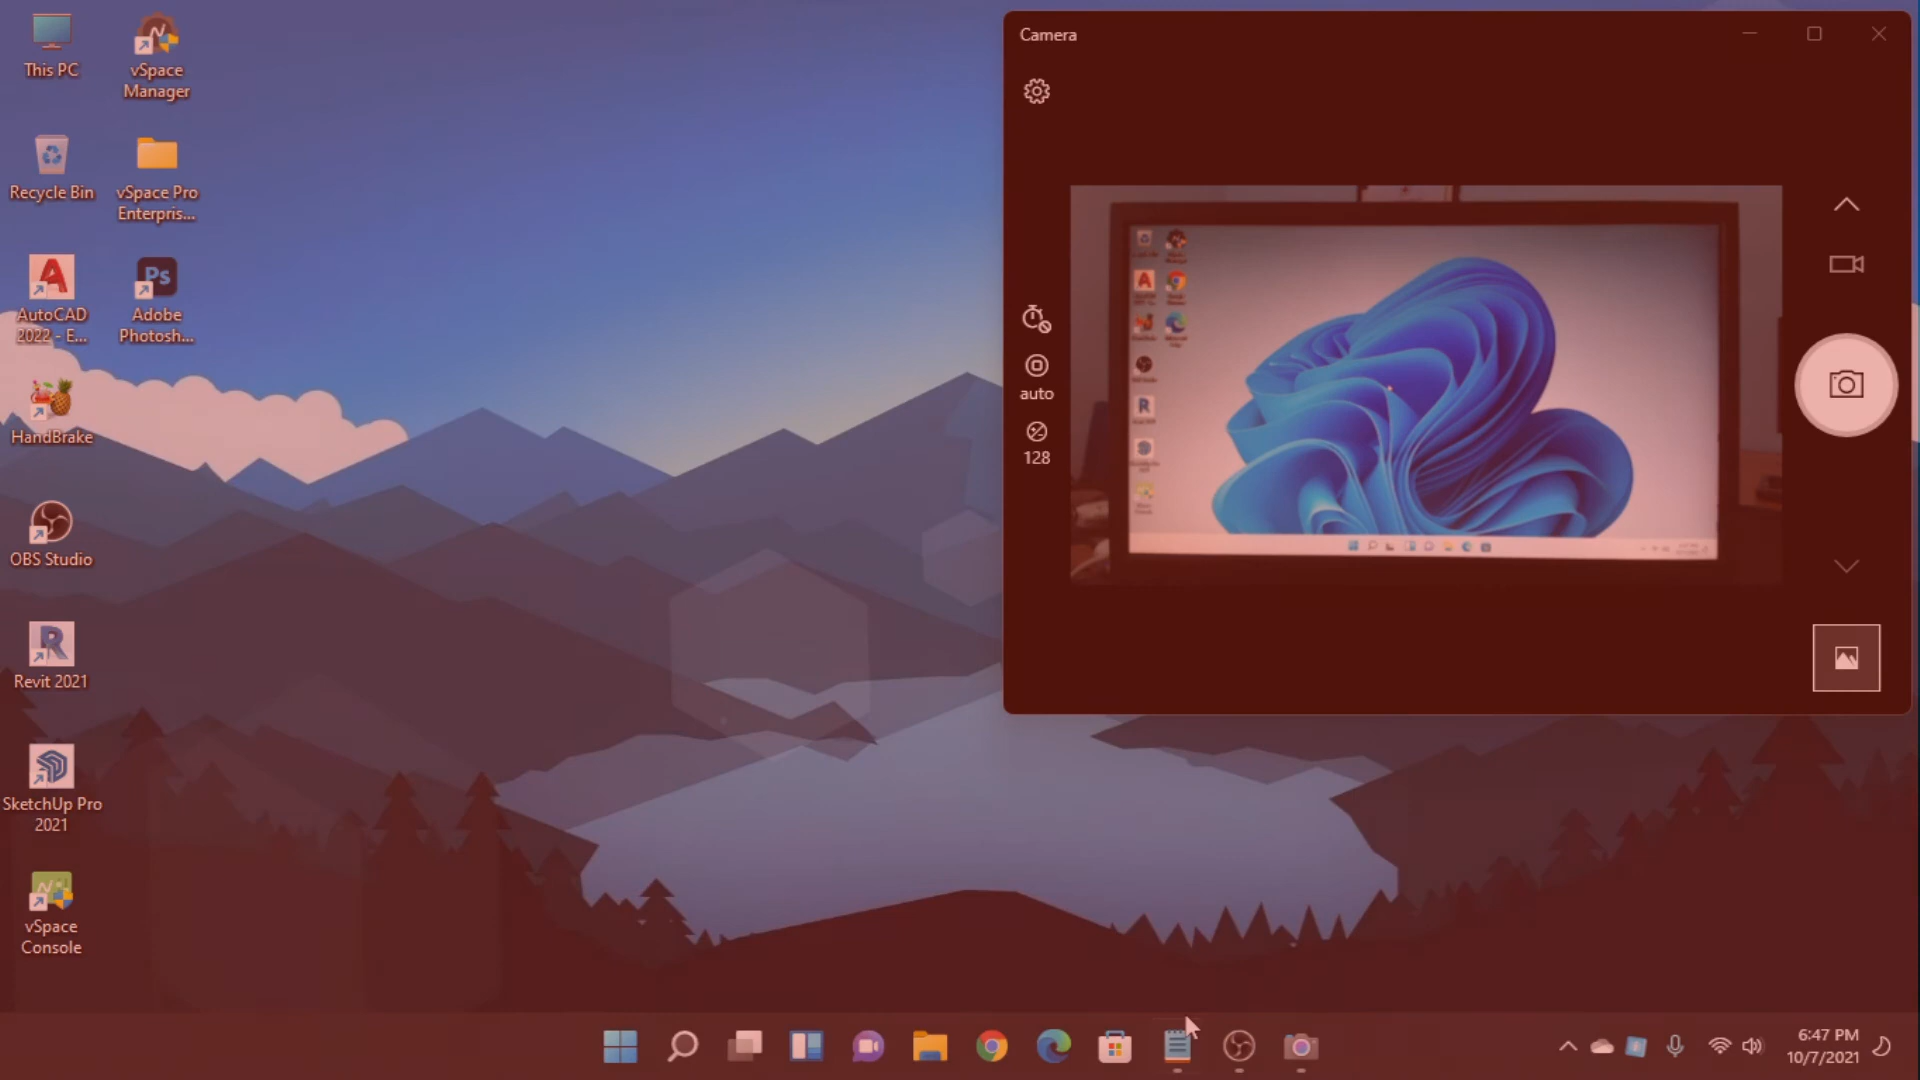 This PC
vSpace
Manager
Recycle Bin
vSpace Pro
Enterpris...
AutoCAD
2022 - E...
Ps
Adobe
Photosh...
HandBrake
OBS Studio
R
Revit 2021
SketchUp Pro
2021
vSpace
Console
Camera
auto
128
6:47 PM
10/7/2021